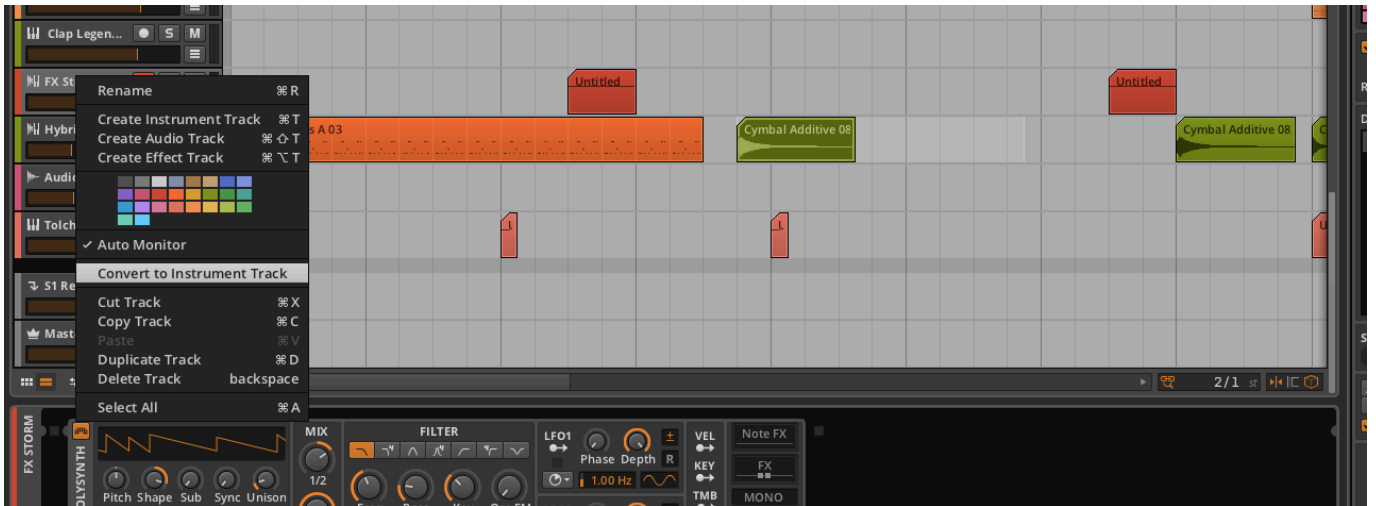 Clap Legen... S M
FX St
Untitled
Untitled
Rename ⌘ R
Create Instrument Track ⌘ T
Create Audio Track ⌘ ⇧ T
Create Effect Track ⌘ ⌥ T
Hybri
s A 03
Cymbal Additive 08
Cymbal Additive 08
C
Audic
Tolch
L
L
U
✓ Auto Monitor
Convert to Instrument Track
S1 Re
Cut Track ⌘ X
Copy Track ⌘ C
Paste ⌘ V
Mast
Duplicate Track ⌘ D
Delete Track backspace
2/1 st
Select All ⌘ A
FX STORM
OLYSYNTH
MIX
1/2
FILTER
LFO1
Phase Depth ± R
1.00 Hz
VEL
KEY
TMB
Note FX
FX
MONO
Pitch Shape Sub Sync Unison